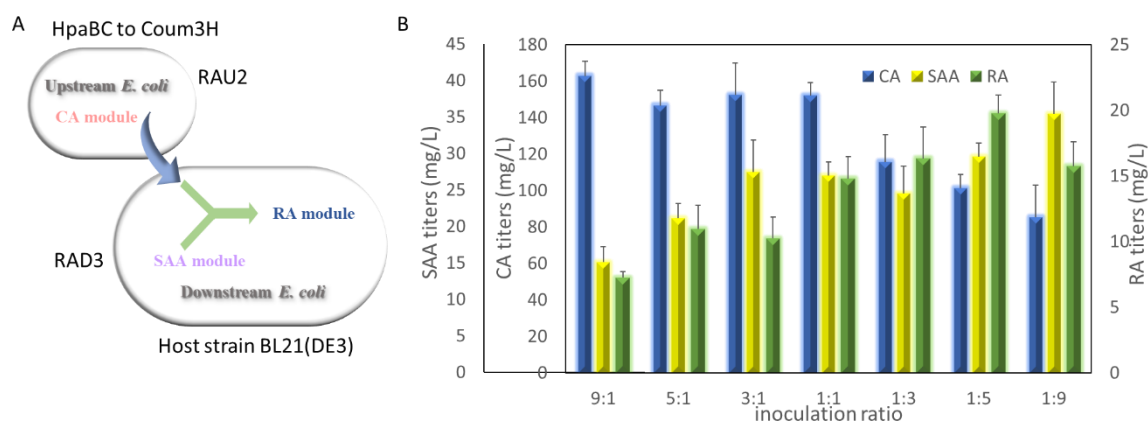 A
HpaBC to Coum3H
RAU2
Upstream E. coli
CA module
RA module
RAD3
SAA module
Downstream E. coli
Host strain BL21(DE3)
B
SAA titers (mg/L)
45
40
35
30
25
20
15
10
5
0
CA titers (mg/L)
180
160
140
120
100
80
60
40
20
0
CA SAA RA
25
20
15
10
5
0
RA titers (mg/L)
9:1 5:1 3:1 1:1 1:3 1:5 1:9
inoculation ratio